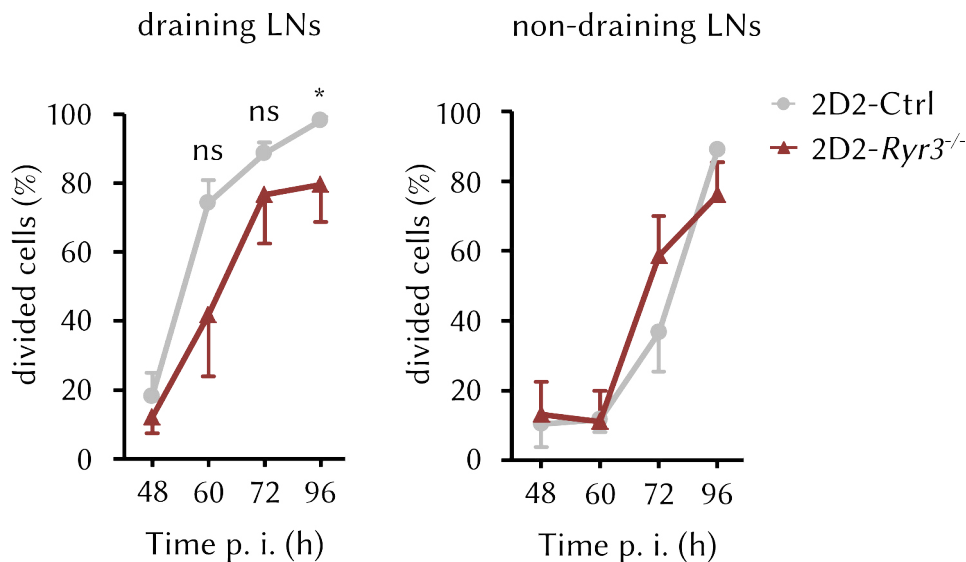 draining LNs
non-draining LNs
ns
ns
*
100
80
60
40
20
0
divided cells (%)
48 60 72 96
Time p. i. (h)
100
80
60
40
20
0
divided cells (%)
48 60 72 96
Time p. i. (h)
2D2-Ctrl
2D2-Ryr3-/-